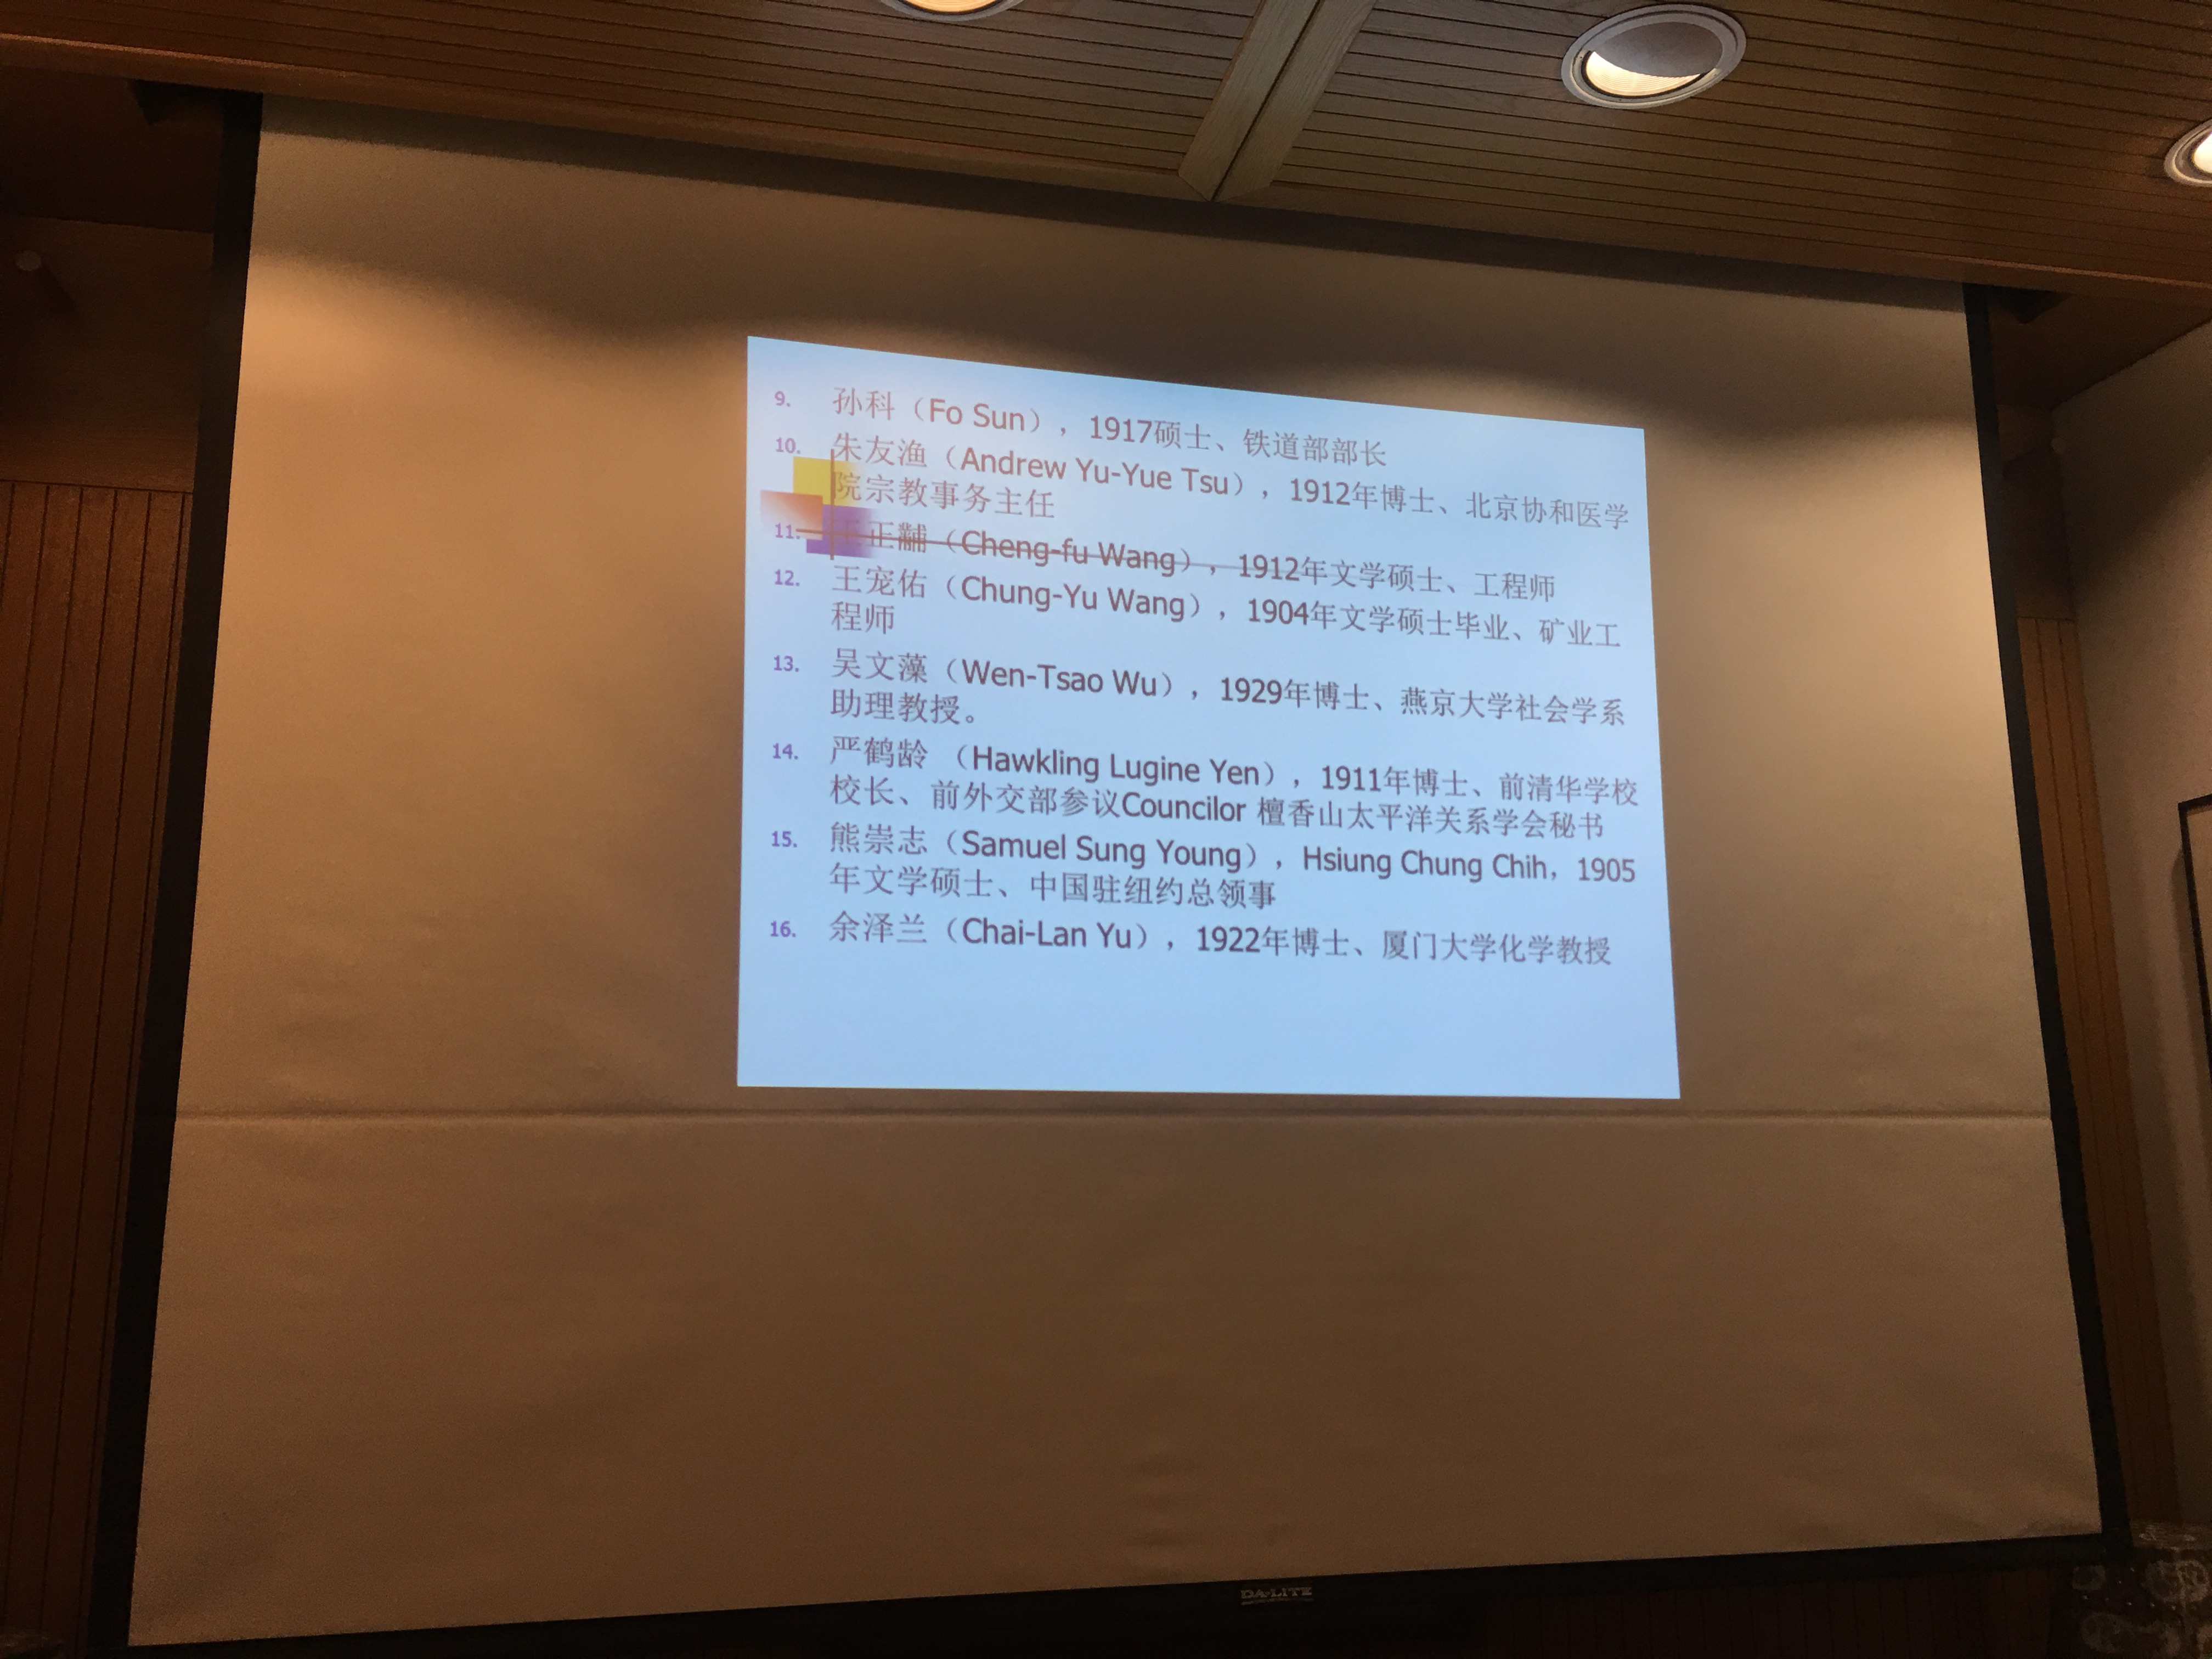 9. 孙科（Fo Sun），1917硕士、铁道部部长
10. 朱友渔（Andrew Yu-Yue Tsu），1912年博士、北京协和医学
院宗教事务主任
11. 王正黼（Cheng-fu Wang），1912年文学硕士、工程师
12. 王宠佑（Chung-Yu Wang），1904年文学硕士毕业、矿业工
程师
13. 吴文藻（Wen-Tsao Wu），1929年博士、燕京大学社会学系
助理教授。
14. 严鹤龄 （Hawkling Lugine Yen），1911年博士、前清华学校
校长、前外交部参议Councilor 檀香山太平洋关系学会秘书
15. 熊崇志（Samuel Sung Young），Hsiung Chung Chih，1905
年文学硕士、中国驻纽约总领事
16. 余泽兰（Chai-Lan Yu），1922年博士、厦门大学化学教授
DA-LITE